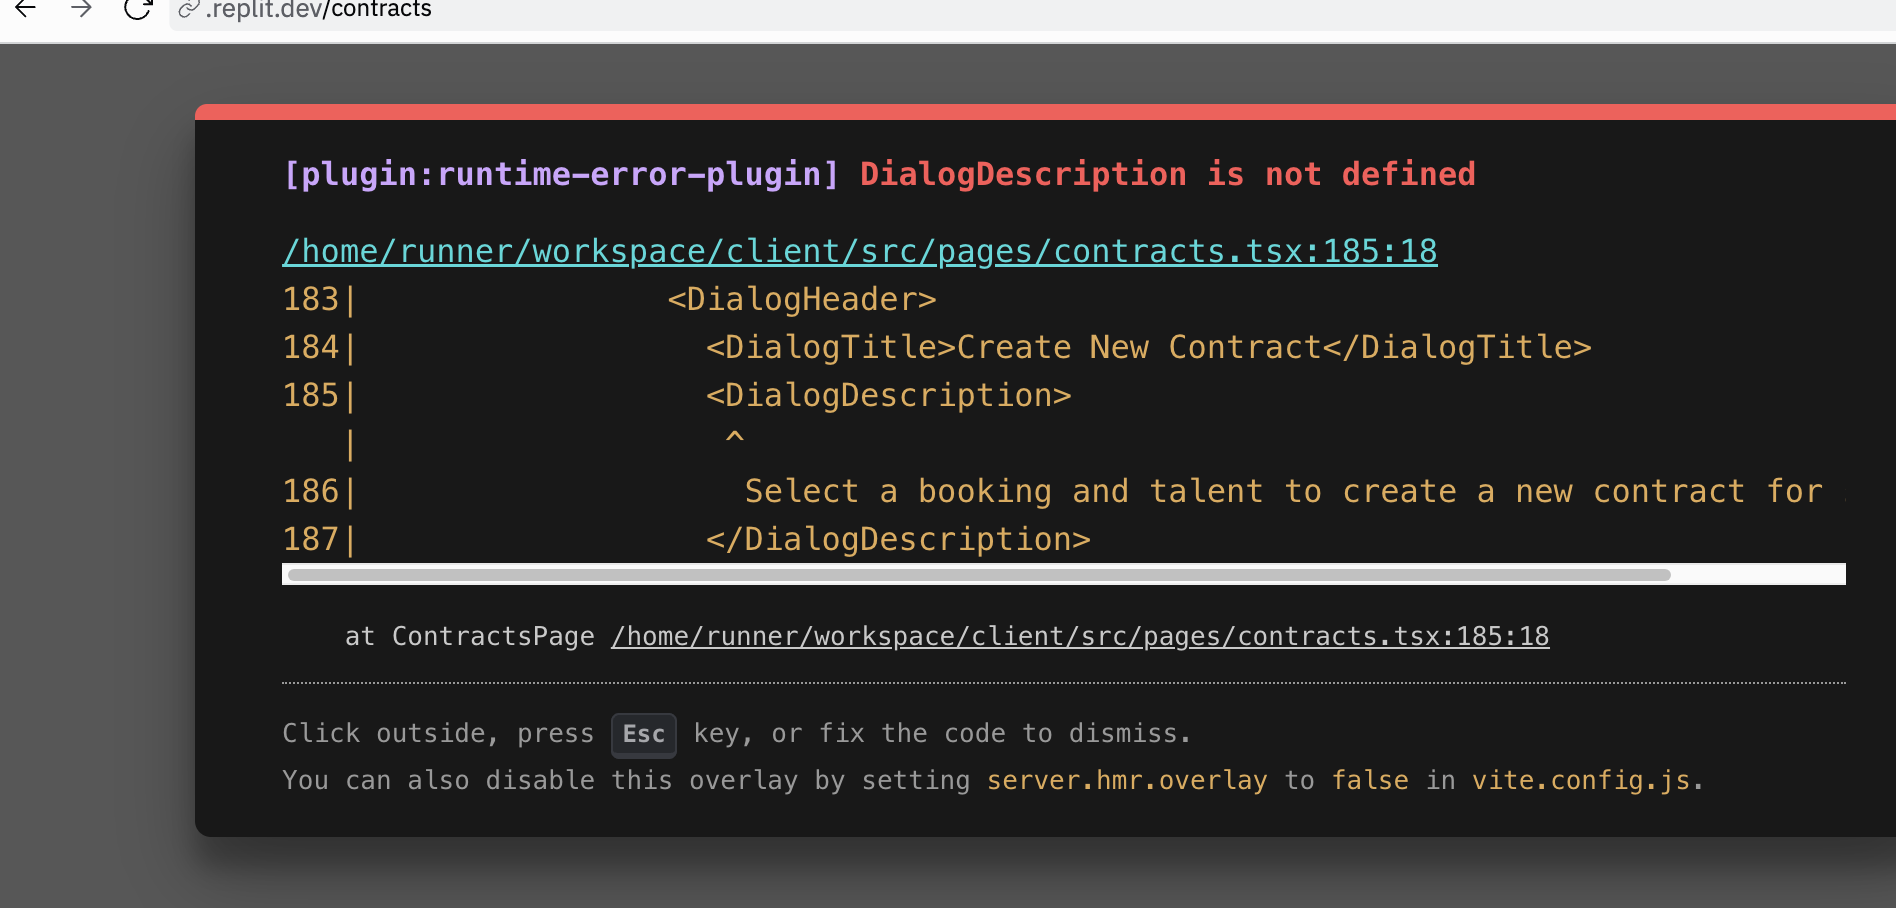 .replit.dev/contracts
[plugin:runtime-error-plugin] DialogDescription is not defined
/home/runner/workspace/client/src/pages/contracts.tsx:185:18
183|                <DialogHeader>
184|                  <DialogTitle>Create New Contract</DialogTitle>
185|                  <DialogDescription>
   |                   ^
186|                    Select a booking and talent to create a new contract for
187|                  </DialogDescription>
at ContractsPage /home/runner/workspace/client/src/pages/contracts.tsx:185:18
Click outside, press Esc key, or fix the code to dismiss.
You can also disable this overlay by setting server.hmr.overlay to false in vite.config.js.